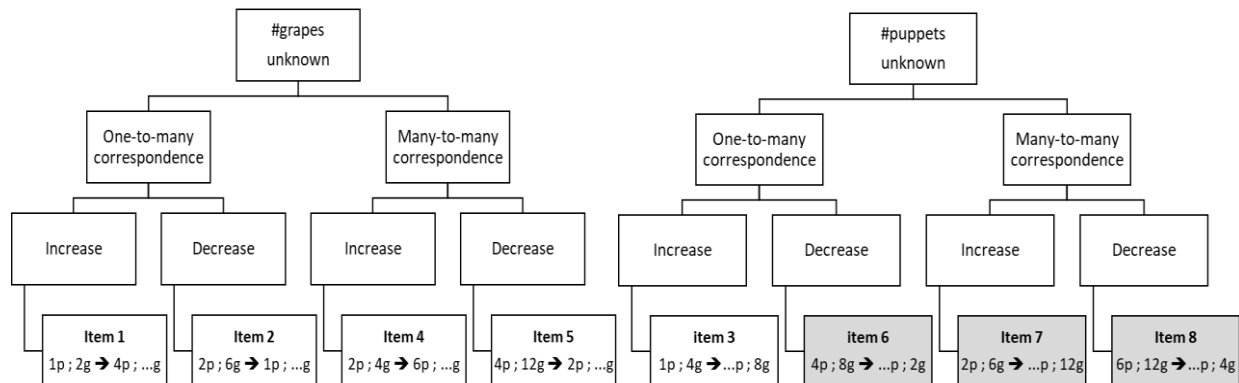 #grapes
unknown
One-to-many
correspondence
Many-to-many
correspondence
Increase
Decrease
Increase
Decrease
Item 1
1p ; 2g ➔ 4p ; ...g
Item 2
2p ; 6g ➔ 1p ; ...g
Item 4
2p ; 4g ➔ 6p ; ...g
Item 5
4p ; 12g ➔ 2p ; ...g
#puppets
unknown
One-to-many
correspondence
Many-to-many
correspondence
Increase
Decrease
Increase
Decrease
item 3
1p ; 4g ➔ ...p ; 8g
item 6
4p ; 8g ➔ ... p ; 2g
Item 7
2p ; 6g ➔ ...p ; 12g
Item 8
6p ; 12g ➔ ...p ; 4g